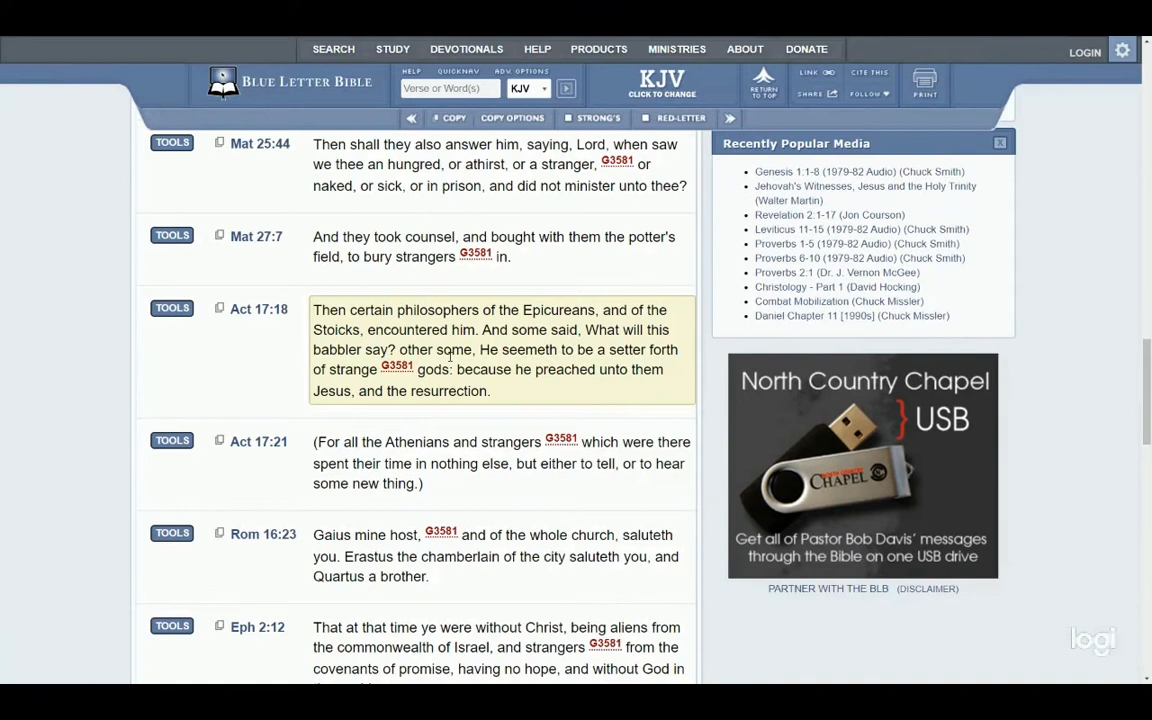 SEARCH STUDY DEVOTIONALS HELP PRODUCTS MINISTRIES ABOUT DONATE LOGIN
BLUE LETTER BIBLE
HELP QUICKNAV ADV. OPTIONS
Verse or Word(s) KJV
KJV
CLICK TO CHANGE
RETURN
TO TOP
LINK CITE THIS
SHARE FOLLOW
PRINT
COPY COPY OPTIONS STRONG'S RED-LETTER
TOOLS Mat 25:44 Then shall they also answer him, saying, Lord, when saw
we thee an hungred, or athirst, or a stranger, G3581 or
naked, or sick, or in prison, and did not minister unto thee?
TOOLS Mat 27:7 And they took counsel, and bought with them the potter's
field, to bury strangers G3581 in.
TOOLS Act 17:18 Then certain philosophers of the Epicureans, and of the
Stoicks, encountered him. And some said, What will this
babbler say? other some, He seemeth to be a setter forth
of strange G3581 gods: because he preached unto them
Jesus, and the resurrection.
TOOLS Act 17:21 (For all the Athenians and strangers G3581 which were there
spent their time in nothing else, but either to tell, or to hear
some new thing.)
TOOLS Rom 16:23 Gaius mine host, G3581 and of the whole church, saluteth
you. Erastus the chamberlain of the city saluteth you, and
Quartus a brother.
TOOLS Eph 2:12 That at that time ye were without Christ, being aliens from
the commonwealth of Israel, and strangers G3581 from the
covenants of promise, having no hope, and without God in
Recently Popular Media X
Genesis 1:1-8 (1979-82 Audio) (Chuck Smith)
Jehovah's Witnesses, Jesus and the Holy Trinity
(Walter Martin)
Revelation 2:1-17 (Jon Courson)
Leviticus 11-15 (1979-82 Audio) (Chuck Smith)
Proverbs 1-5 (1979-82 Audio) (Chuck Smith)
Proverbs 6-10 (1979-82 Audio) (Chuck Smith)
Proverbs 2:1 (Dr. J. Vernon McGee)
Christology - Part 1 (David Hocking)
Combat Mobilization (Chuck Missler)
Daniel Chapter 11 [1990s] (Chuck Missler)
North Country Chapel
} USB
NORTH COUNTRY
CHAPEL
Get all of Pastor Bob Davis' messages
through the Bible on one USB drive
PARTNER WITH THE BLB (DISCLAIMER)
logi